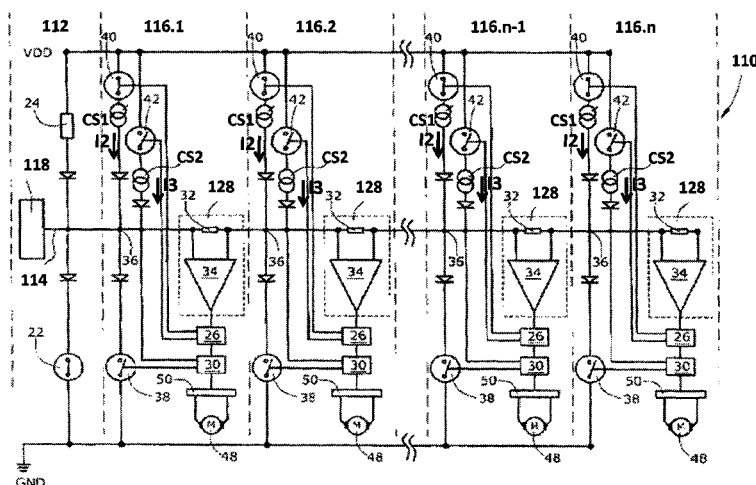 112 116.1 116.2 116.n-1 116.n
110
VDD 40 40 40 40
24 42 42 42 42
CS1 CS1 CS1 CS1
I2 I2 I2 I2
CS2 CS2 CS2 CS2
118 I3 I3 I3 I3
32 128 32 128 32 128 32 128
114 36 36 36 36
34 34 34 34
26 26 26 26
22 30 30 30 30
38 38 38 38
50 50 50 50
M M M M
48 48 48 48
GND